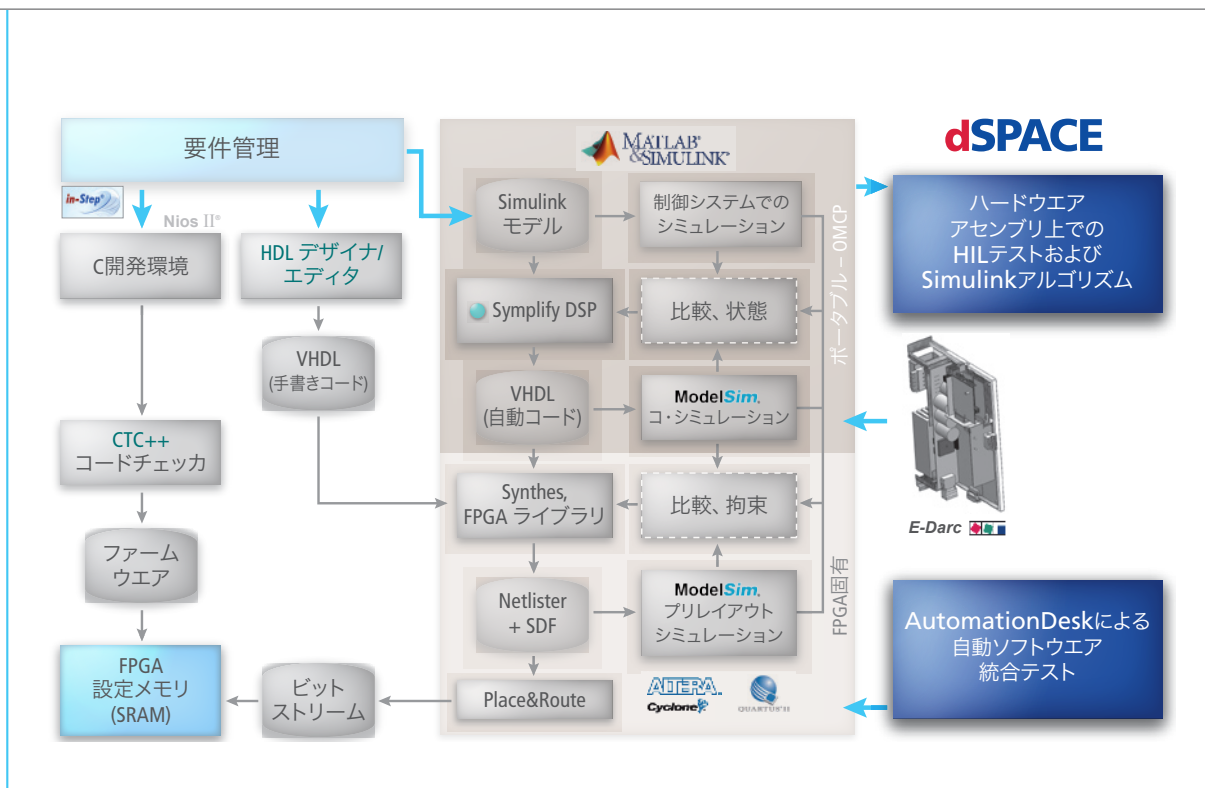 要件管理
in-Step
Nios II®
C開発環境
CTC++
コードチェッカ
ファーム
ウエア
FPGA
設定メモリ
(SRAM)
HDL デザイナ/
エディタ
VHDL
(手書きコード)
ビット
ストリーム
MATLAB®
&SIMULINK®
Simulink
モデル
制御システムでの
シミュレーション
Symplify DSP
比較、状態
VHDL
(自動コード)
ModelSim.
コ・シミュレーション
ポータブル – OMCP
Synthes,
FPGA ライブラリ
比較、拘束
Netlister
+ SDF
ModelSim.
プリレイアウト
シミュレーション
FPGA固有
Place&Route
ALTERA.
Cyclone
QUARTUS II
dSPACE
ハードウエア
アセンブリ上での
HILテストおよび
Simulinkアルゴリズム
E-Darc
AutomationDeskによる
自動ソフトウエア
統合テスト